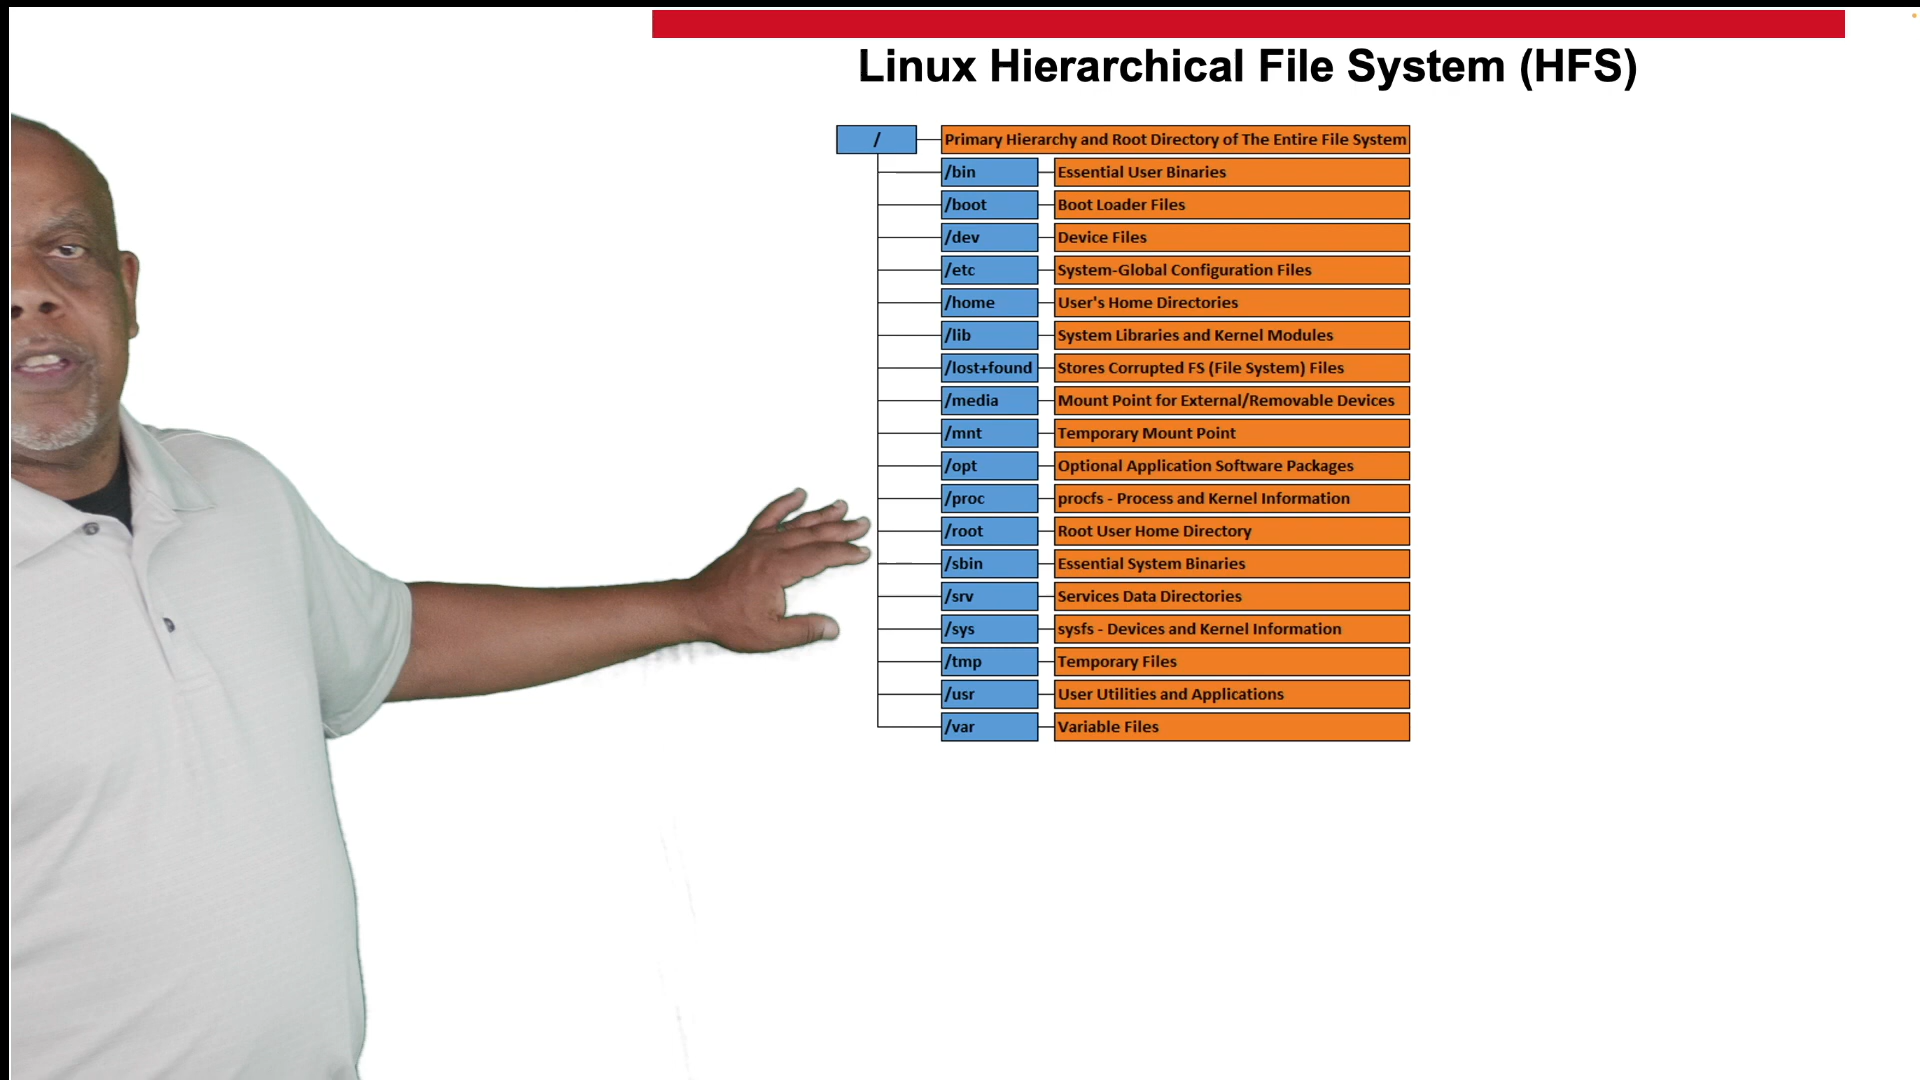 Linux Hierarchical File System (HFS)
/ Primary Hierarchy and Root Directory of The Entire File System
/bin Essential User Binaries
/boot Boot Loader Files
/dev Device Files
/etc System-Global Configuration Files
/home User's Home Directories
/lib System Libraries and Kernel Modules
/lost+found Stores Corrupted FS (File System) Files
/media Mount Point for External/Removable Devices
/mnt Temporary Mount Point
/opt Optional Application Software Packages
/proc procfs - Process and Kernel Information
/root Root User Home Directory
/sbin Essential System Binaries
/srv Services Data Directories
/sys sysfs - Devices and Kernel Information
/tmp Temporary Files
/usr User Utilities and Applications
/var Variable Files